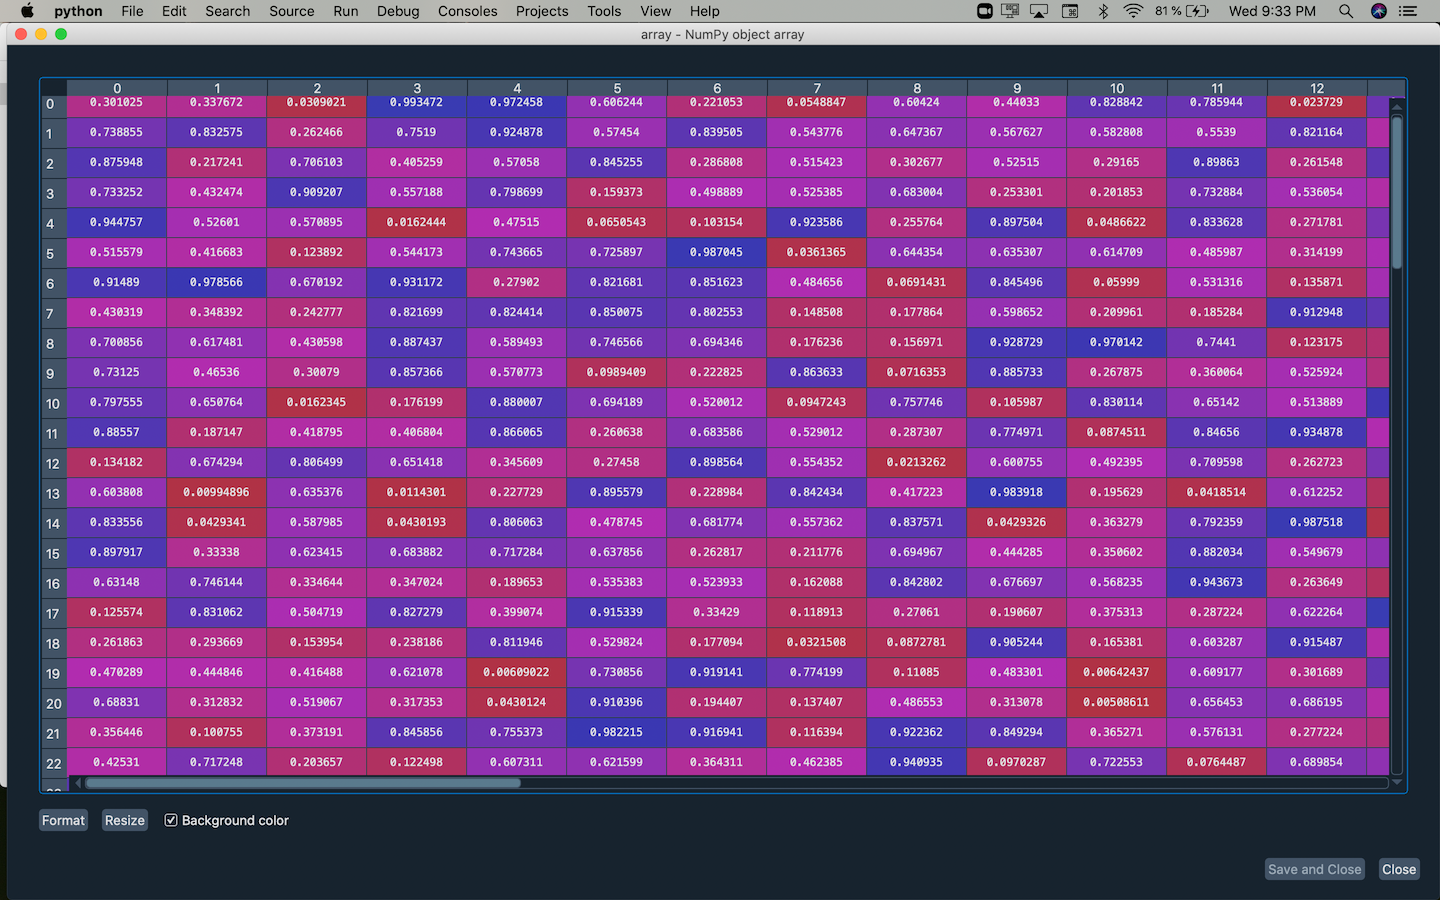 python File Edit Search Source Run Debug Consoles Projects Tools View Help 81% Wed 9:33 PM
array - NumPy object array
0 1 2 3 4 5 6 7 8 9 10 11 12
0 0.301025 0.337672 0.0309021 0.993472 0.972458 0.606244 0.221053 0.0548847 0.60424 0.44033 0.828842 0.785944 0.023729
1 0.738855 0.832575 0.262466 0.7519 0.924878 0.57454 0.839505 0.543776 0.647367 0.567627 0.582808 0.5539 0.821164
2 0.875948 0.217241 0.706103 0.405259 0.57058 0.845255 0.286808 0.515423 0.302677 0.52515 0.29165 0.89863 0.261548
3 0.733252 0.432474 0.909207 0.557188 0.798699 0.159373 0.498889 0.525385 0.683004 0.253301 0.201853 0.732884 0.536054
4 0.944757 0.52601 0.570895 0.0162444 0.47515 0.0650543 0.103154 0.923586 0.255764 0.897504 0.0486622 0.833628 0.271781
5 0.515579 0.416683 0.123892 0.544173 0.743665 0.725897 0.987045 0.0361365 0.644354 0.635307 0.614709 0.485987 0.314199
6 0.91489 0.978566 0.670192 0.931172 0.27902 0.821681 0.851623 0.484656 0.0691431 0.845496 0.05999 0.531316 0.135871
7 0.430319 0.348392 0.242777 0.821699 0.824414 0.850075 0.802553 0.148508 0.177864 0.598652 0.209961 0.185284 0.912948
8 0.700856 0.617481 0.430598 0.887437 0.589493 0.746566 0.694346 0.176236 0.156971 0.928729 0.970142 0.7441 0.123175
9 0.73125 0.46536 0.30079 0.857366 0.570773 0.0989409 0.222825 0.863633 0.0716353 0.885733 0.267875 0.360064 0.525924
10 0.797555 0.650764 0.0162345 0.176199 0.880007 0.694189 0.520012 0.0947243 0.757746 0.105987 0.830114 0.65142 0.513889
11 0.88557 0.187147 0.418795 0.406804 0.866065 0.260638 0.683586 0.529012 0.287307 0.774971 0.0874511 0.84656 0.934878
12 0.134182 0.674294 0.806499 0.651418 0.345609 0.27458 0.898564 0.554352 0.0213262 0.600755 0.492395 0.709598 0.262723
13 0.603808 0.00994896 0.635376 0.0114301 0.227729 0.895579 0.228984 0.842434 0.417223 0.983918 0.195629 0.0418514 0.612252
14 0.833556 0.0429341 0.587985 0.0430193 0.806063 0.478745 0.681774 0.557362 0.837571 0.0429326 0.363279 0.792359 0.987518
15 0.897917 0.33338 0.623415 0.683882 0.717284 0.637856 0.262817 0.211776 0.694967 0.444285 0.350602 0.882034 0.549679
16 0.63148 0.746144 0.334644 0.347024 0.189653 0.535383 0.523933 0.162088 0.842802 0.676697 0.568235 0.943673 0.263649
17 0.125574 0.831062 0.504719 0.827279 0.399074 0.915339 0.33429 0.118913 0.27061 0.190607 0.375313 0.287224 0.622264
18 0.261863 0.293669 0.153954 0.238186 0.811946 0.529824 0.177094 0.0321508 0.0872781 0.905244 0.165381 0.603287 0.915487
19 0.470289 0.444846 0.416488 0.621078 0.00609022 0.730856 0.919141 0.774199 0.11085 0.483301 0.00642437 0.609177 0.301689
20 0.68831 0.312832 0.519067 0.317353 0.0430124 0.910396 0.194407 0.137407 0.486553 0.313078 0.00508611 0.656453 0.686195
21 0.356446 0.100755 0.373191 0.845856 0.755373 0.982215 0.916941 0.116394 0.922362 0.849294 0.365271 0.576131 0.277224
22 0.42531 0.717248 0.203657 0.122498 0.607311 0.621599 0.364311 0.462385 0.940935 0.0970287 0.722553 0.0764487 0.689854
Format Resize Background color
Save and Close Close